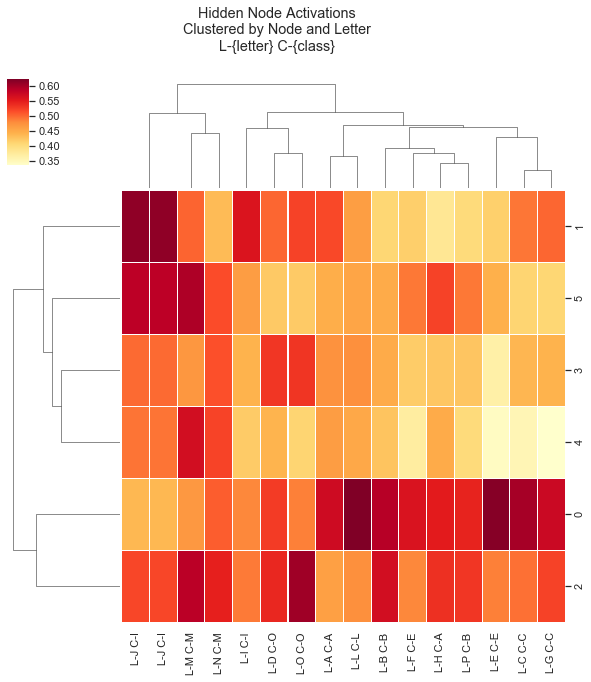 Hidden Node Activations
Clustered by Node and Letter
L-{letter} C-{class}
0.60
0.55
0.50
0.45
0.40
0.35
1
5
3
4
0
2
L-J C-I
L-J C-I
L-M C-M
L-N C-M
L-I C-I
L-D C-O
L-O C-O
L-A C-A
L-L C-L
L-B C-B
L-F C-E
L-H C-A
L-P C-B
L-E C-E
L-C C-C
L-G C-C